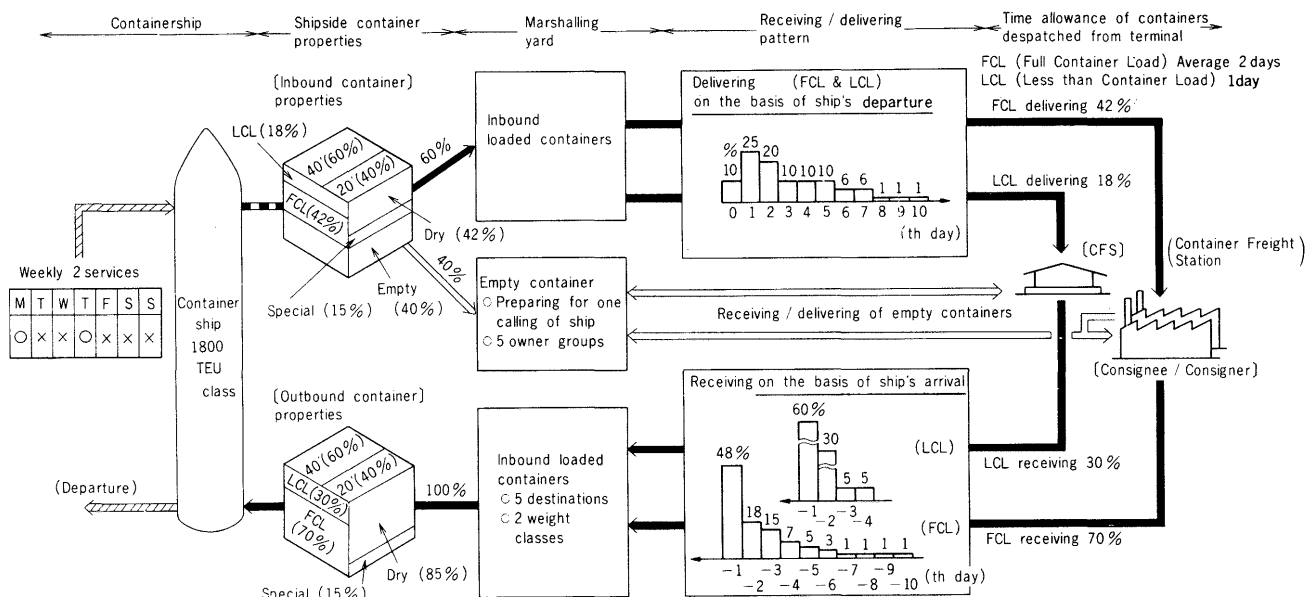 Containership
Shipside container
properties
Marshalling
yard
Receiving / delivering
pattern
Time allowance of containers
despatched from terminal
FCL (Full Container Load) Average 2 days
LCL (Less than Container Load) 1day
[Inbound container]
properties
LCL (18%)
40'(60%)
20'(40%)
FCL(42%)
60%
Dry (42%)
40%
Special (15%)
Empty
(40%)
Inbound
loaded containers
Delivering (FCL & LCL)
on the basis of ship's departure
%
10 25 20 10 10 10 6 6 1 1 1
0 1 2 3 4 5 6 7 8 9 10
(th day)
FCL delivering 42%
LCL delivering 18%
[CFS]
(Container Freight
Station)
Weekly 2 services
M T W T F S S
○ × × ○ × × ×
Container
ship
1800
TEU
class
Empty container
○ Preparing for one
calling of ship
○ 5 owner groups
Receiving / delivering of empty containers
[Consignee / Consigner]
[Outbound container]
properties
40'(60%)
20'(40%)
LCL(30%)
FCL
(70%)
100%
Dry (85%)
Special (15%)
(Departure)
Inbound loaded
containers
○ 5 destinations
○ 2 weight
classes
Receiving on the basis of ship's arrival
60%
30
5 5
-1 -2 -3 -4
(LCL)
48%
18 15 7 5 3 1 1 1 1
-1 -2 -3 -4 -5 -6 -7 -8 -9 -10
(th day)
(FCL)
LCL receiving 30%
FCL receiving 70%